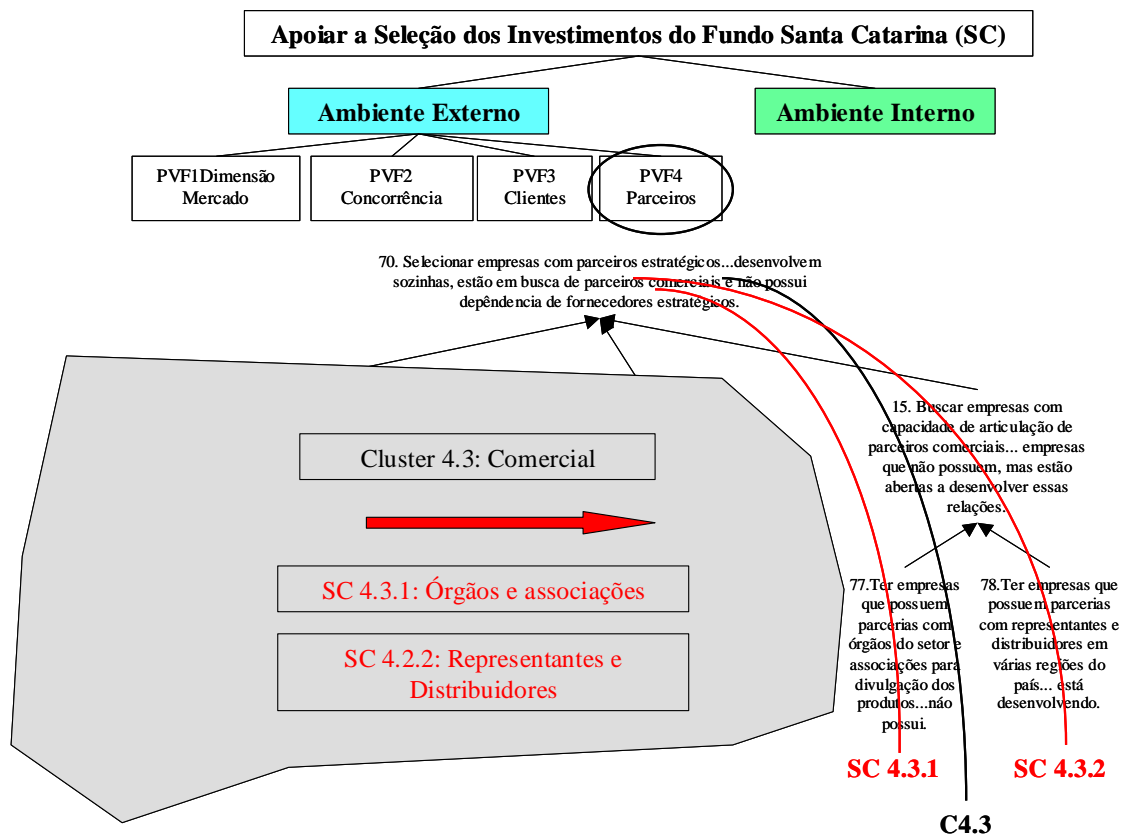 Apoiar a Seleção dos Investimentos do Fundo Santa Catarina (SC)
Ambiente Externo
Ambiente Interno
PVF1Dimensão
Mercado
PVF2
Concorrência
PVF3
Clientes
PVF4
Parceiros
70. Selecionar empresas com parceiros estratégicos...desenvolvem
sozinhas, estão em busca de parceiros comerciais e não possui
depêndencia de fornecedores estratégicos.
15. Buscar empresas com
capacidade de articulação de
parceiros comerciais... empresas
que não possuem, mas estão
abertas a desenvolver essas
relações.
Cluster 4.3: Comercial
SC 4.3.1: Órgãos e associações
SC 4.2.2: Representantes e
Distribuidores
77.Ter empresas
que possuem
parcerias com
órgãos do setor e
associações para
divulgação dos
produtos...náo
possui.
78.Ter empresas que
possuem parcerias
com representantes e
distribuidores em
várias regiões do
país... está
desenvolvendo.
SC 4.3.1
SC 4.3.2
C4.3